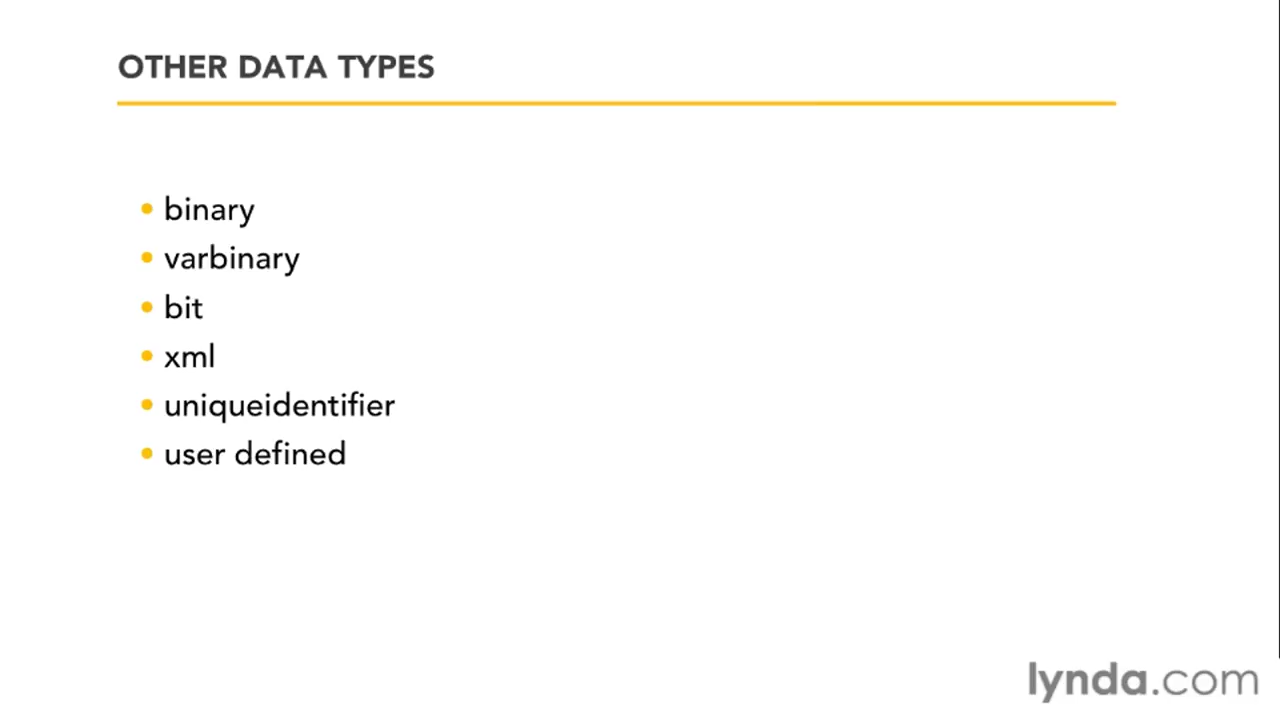 OTHER DATA TYPES
• binary
• varbinary
• bit
• xml
• uniqueidentifier
• user defined
lynda.com